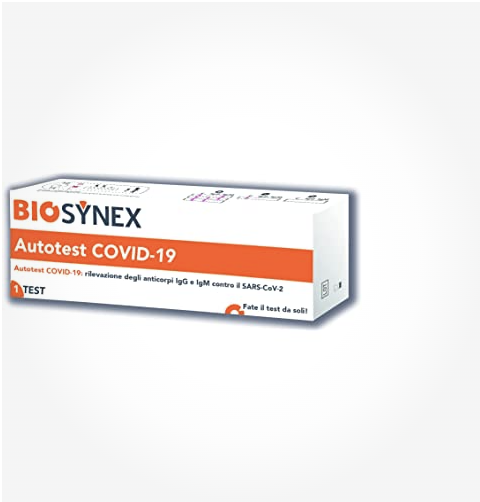 BIOSYNEX
Autotest COVID-19
Autotest COVID-19: rilevazione degli anticorpi IgG e IgM contro il SARS-CoV-2
1 TEST
Fate il test da soli!